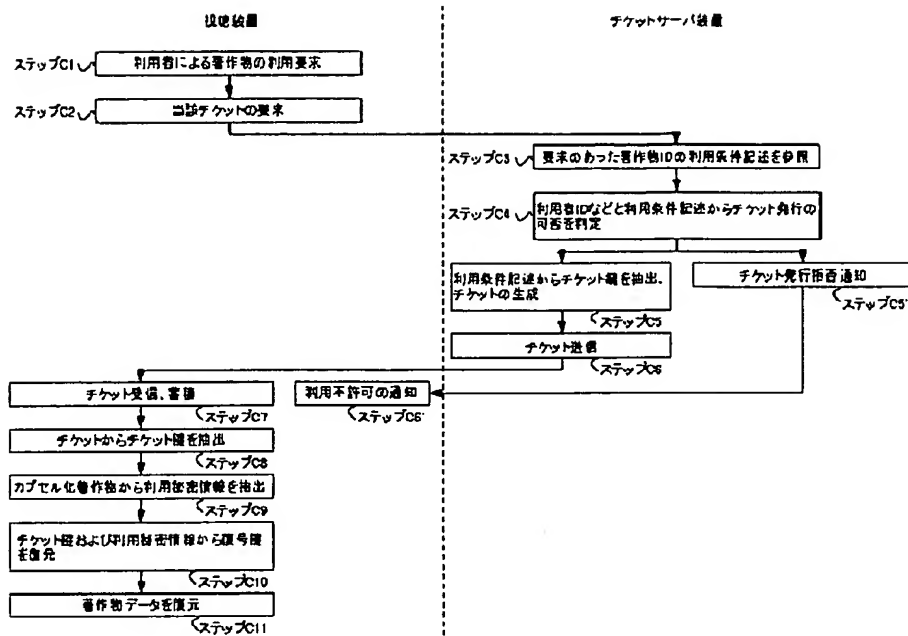 チケットサーバ装置
ステップC1
利用者による著作物の利用要求
ステップC2
当該チケットの要求
ステップC3
要求のあった著作物IDの利用条件記述を参照
ステップC4
利用者IDなどと利用条件記述からチケット発行の
可否を判定
利用条件記述からチケット鍵を抽出、
チケットの生成
ステップC5
チケット発行拒否通知
ステップC5'
チケット送信
ステップC6
チケット受信、蓄積
ステップC7
利用不許可の通知
ステップC6'
チケットからチケット鍵を抽出
ステップC8
カプセル化著作物から利用秘密情報を抽出
ステップC9
チケット鍵および利用秘密情報から復号鍵
を復元
ステップC10
著作物データを復元
ステップC11